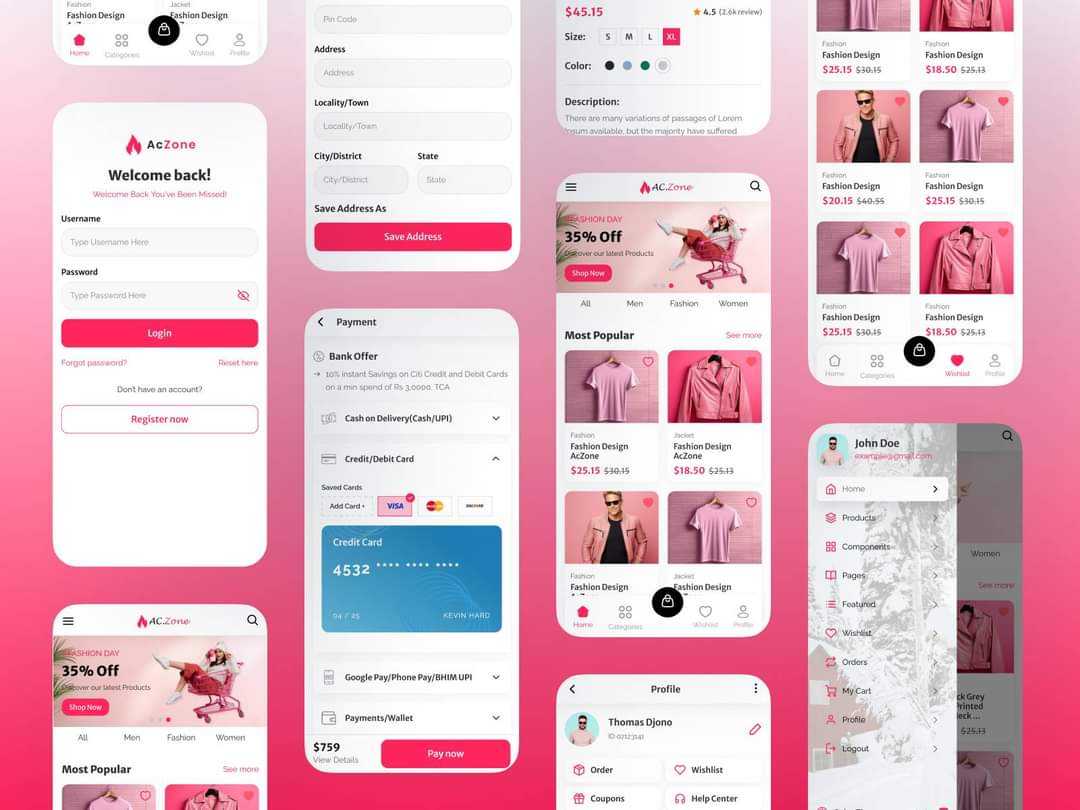 Fashion
Fashion Design
Home
Categories
Wishlist
Profile
AcZone
Welcome back!
Welcome Back You've Been Missed!
Username
Type Username Here
Password
Type Password Here
Login
Forgot password?
Reset here
Don't have an account?
Register now
AC.Zone
FASHION DAY
35% Off
Discover our latest Products
Shop Now
All
Men
Fashion
Women
Most Popular
See more
Pin Code
Address
Address
Locality/Town
Locality/Town
City/District
State
City/District
State
Save Address As
Save Address
Payment
Bank Offer
10% instant Savings on Citi Credit and Debit Cards
on a min spend of Rs 3,0000. TCA
Cash on Delivery(Cash/UPI)
Credit/Debit Card
Saved Cards
Add Card +
VISA
MasterCard
DISCOVER
Credit Card
4532 **** **** ****
04 / 25
KEVIN HARD
Google Pay/Phone Pay/BHIM UPI
Payments/Wallet
$759
View Details
Pay now
$45.15
4.5 (2.6k review)
Size:
S
M
L
XL
Color:
Description:
There are many variations of passages of Lorem
Ipsum available, but the majority have suffered
AC.Zone
FASHION DAY
35% Off
Discover our latest Products
Shop Now
All
Men
Fashion
Women
Most Popular
See more
Fashion
Fashion Design
AcZone
$25.15 $30.15
Jacket
Fashion Design
AcZone
$18.50 $25.13
Fashion
Fashion Design
Jacket
Fashion Design
Home
Categories
Wishlist
Profile
Profile
Thomas Djono
ID 02123141
Order
Wishlist
Coupons
Help Center
Fashion
Fashion Design
$25.15 $30.15
Fashion
Fashion Design
$18.50 $25.13
Fashion
Fashion Design
$20.15 $40.55
Fashion
Fashion Design
$25.15 $30.15
Fashion
Fashion Design
$25.15 $30.15
Fashion
Fashion Design
$18.50 $25.13
Home
Categories
Wishlist
Profile
John Doe
example@gmail.com
Home
Products
Components
Pages
Featured
Wishlist
Orders
My Cart
Profile
Logout
Women
See more
ck Grey
Printed
Neck ...
$25.13